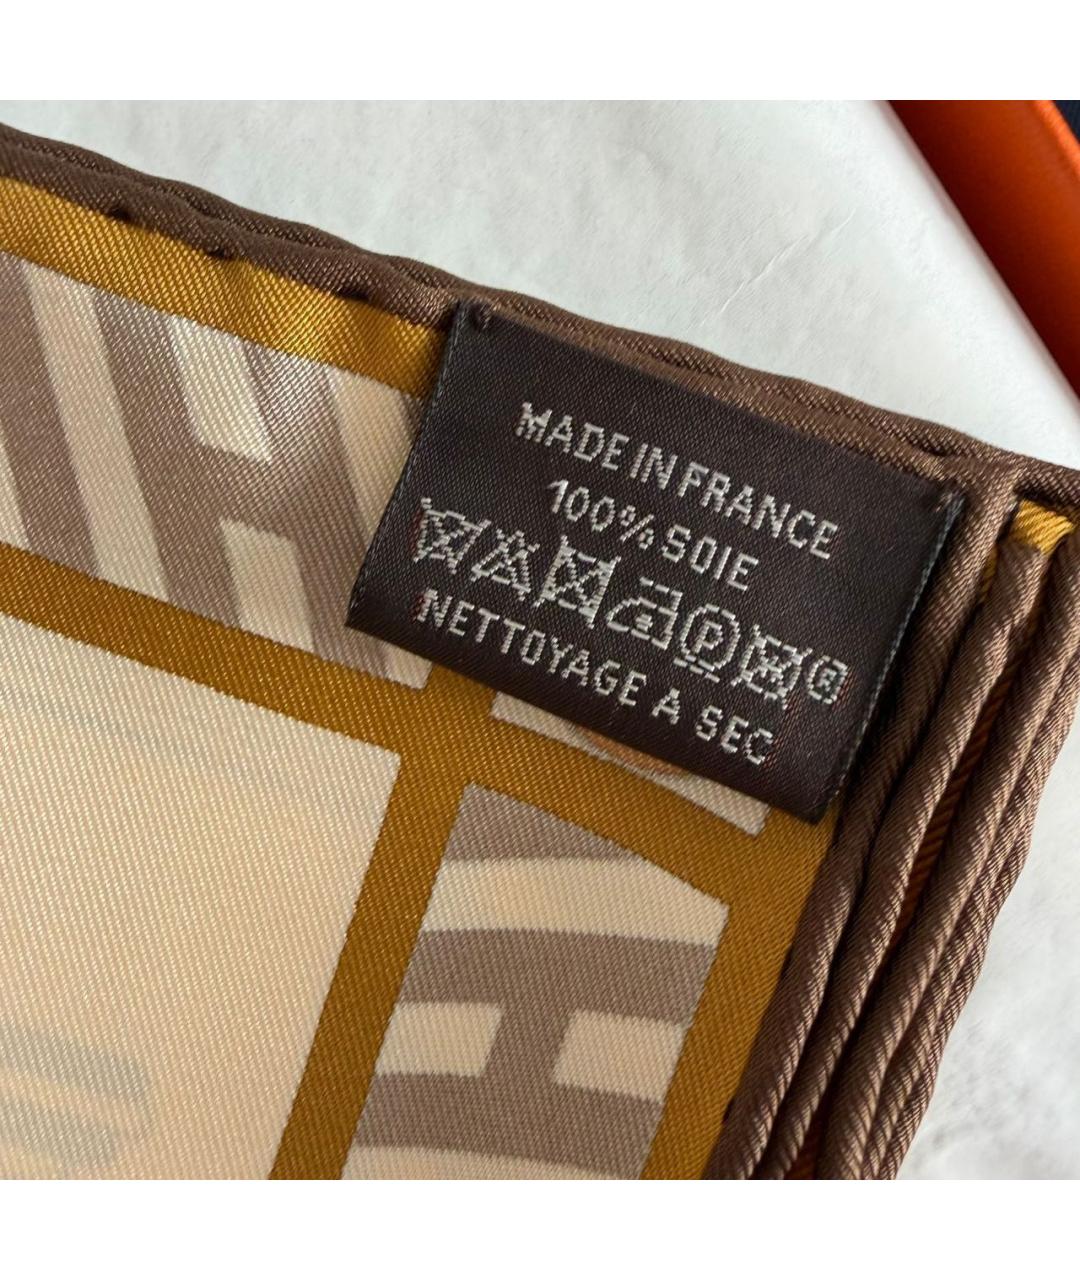 MADE IN FRANCE
100% SOIE
P ®
NETTOYAGE A SEC